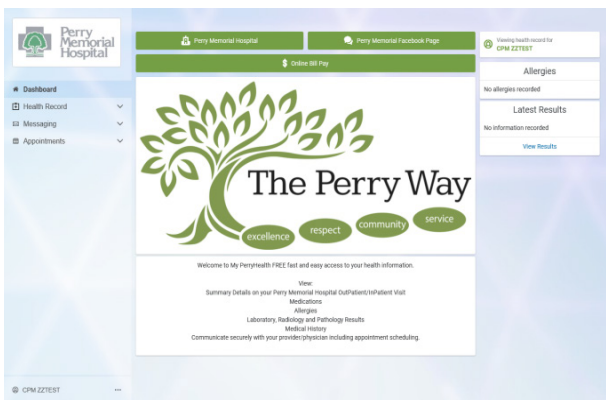 Perry
Memorial
Hospital
Dashboard
Health Record
Messaging
Appointments
CPM ZZTEST
Perry Memorial Hospital
Perry Memorial Facebook Page
Online Bill Pay
The Perry Way
excellence
respect
community
service
Welcome to My PerryHealth FREE fast and easy access to your health information.
View:
Summary Details on your Perry Memorial Hospital OutPatient/InPatient Visit
Medications
Allergies
Laboratory, Radiology and Pathology Results
Medical History
Communicate securely with your provider/physician including appointment scheduling.
Viewing health record for
CPM ZZTEST
Allergies
No allergies recorded
Latest Results
No information recorded
View Results